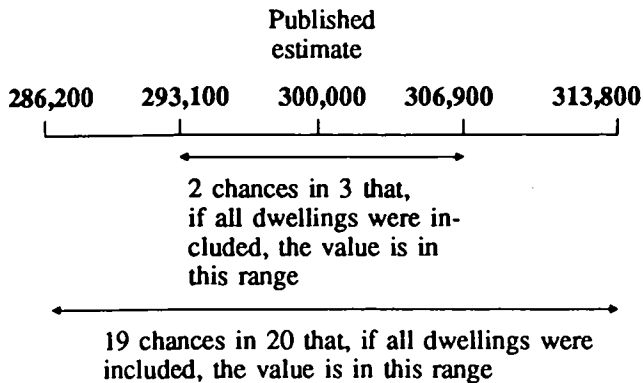 Published
estimate
286,200 293,100 300,000 306,900 313,800
2 chances in 3 that,
if all dwellings were in-
cluded, the value is in
this range
19 chances in 20 that, if all dwellings were
included, the value is in this range